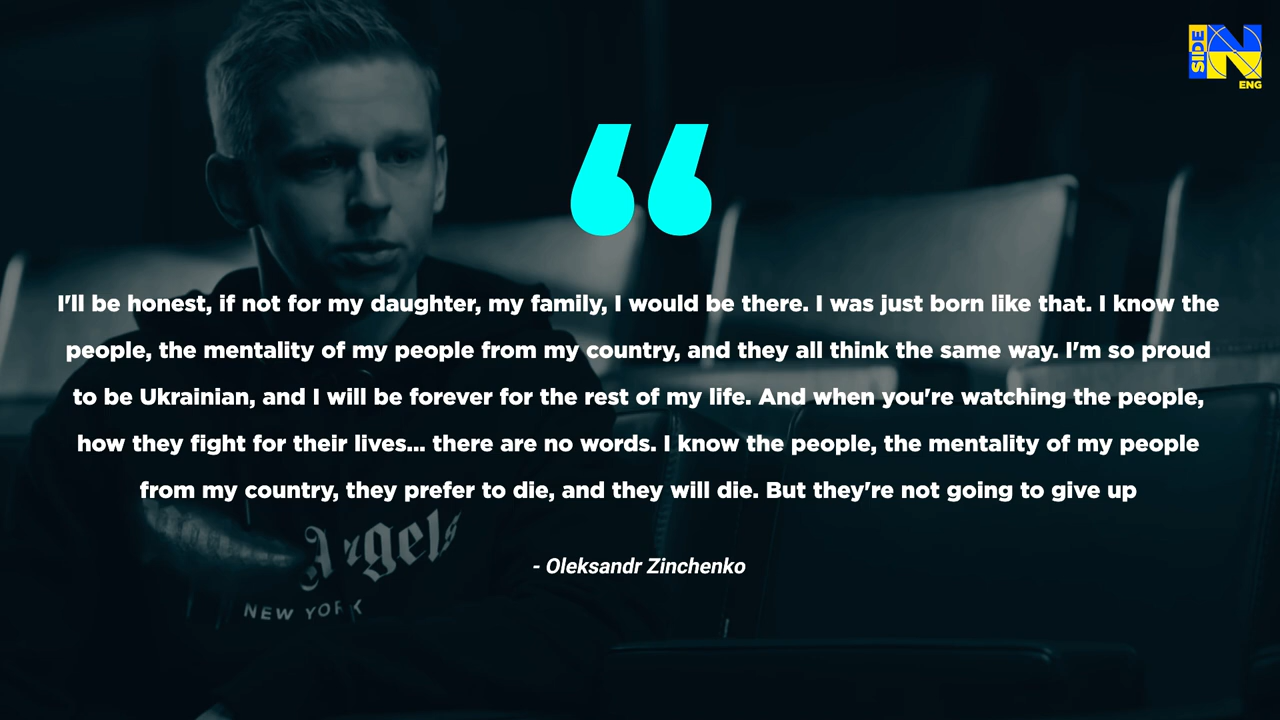 SIDE
N
ENG
I'll be honest, if not for my daughter, my family, I would be there. I was just born like that. I know the
people, the mentality of my people from my country, and they all think the same way. I'm so proud
to be Ukrainian, and I will be forever for the rest of my life. And when you're watching the people,
how they fight for their lives... there are no words. I know the people, the mentality of my people
from my country, they prefer to die, and they will die. But they're not going to give up
- Oleksandr Zinchenko
Angels
NEW YORK